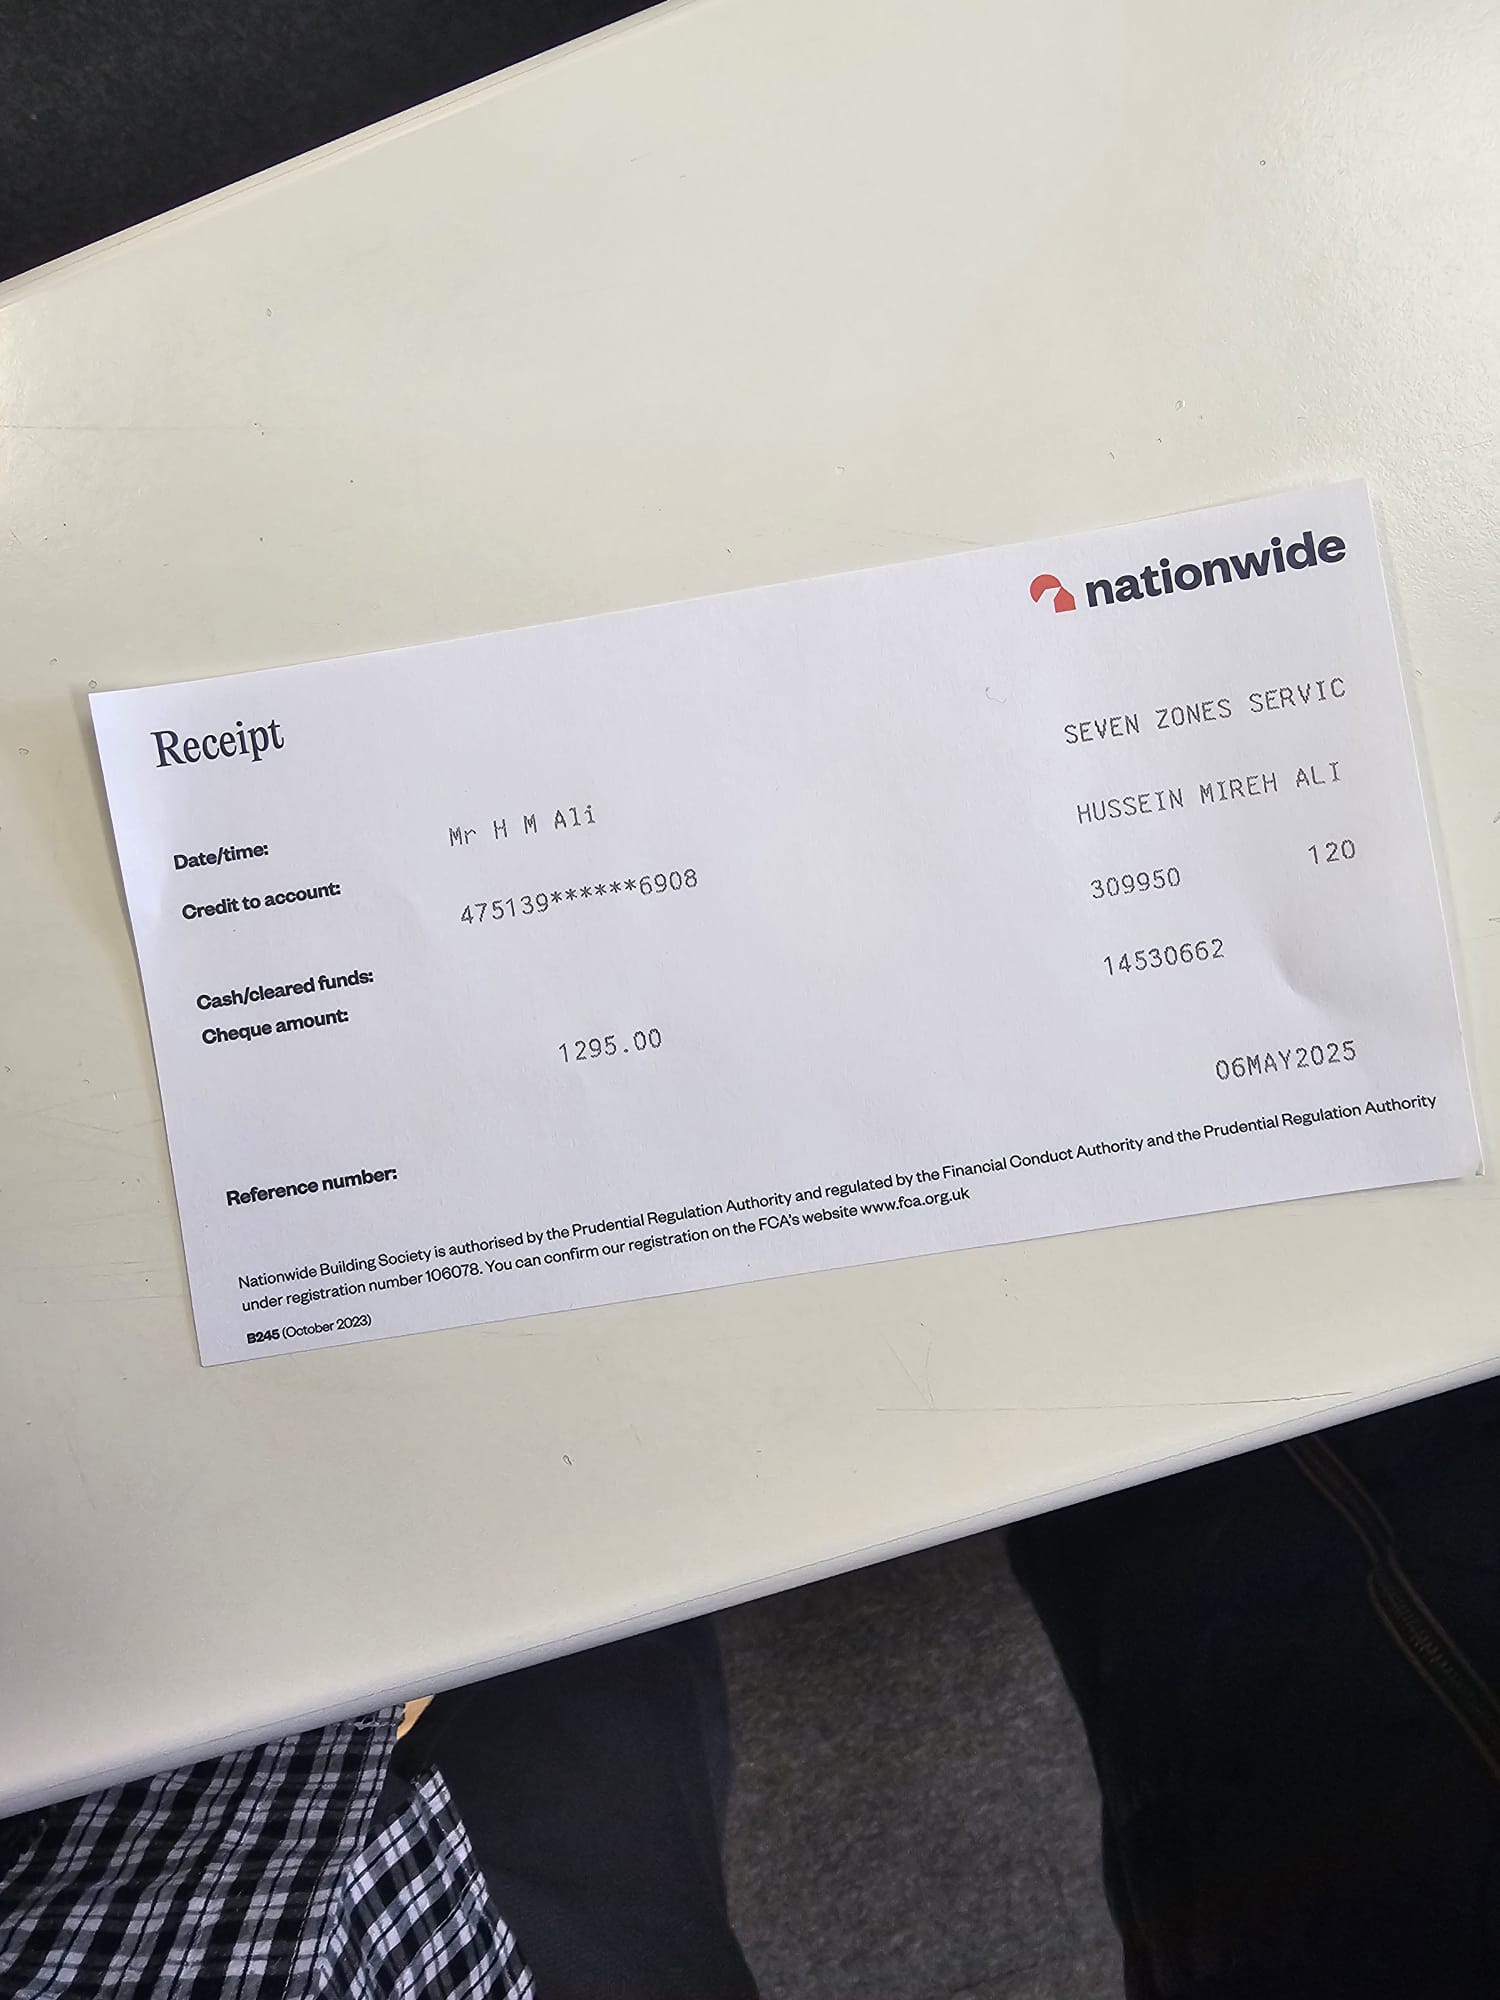 nationwide
Receipt
SEVEN ZONES SERVIC
Date/time: Mr H M Ali HUSSEIN MIREH ALI
Credit to account: 475139******6908 309950 120
Cash/cleared funds: 14530662
Cheque amount: 1295.00
06MAY2025
Reference number:
Nationwide Building Society is authorised by the Prudential Regulation Authority and regulated by the Financial Conduct Authority and the Prudential Regulation Authority
under registration number 106078. You can confirm our registration on the FCA's website www.fca.org.uk
B245 (October 2023)